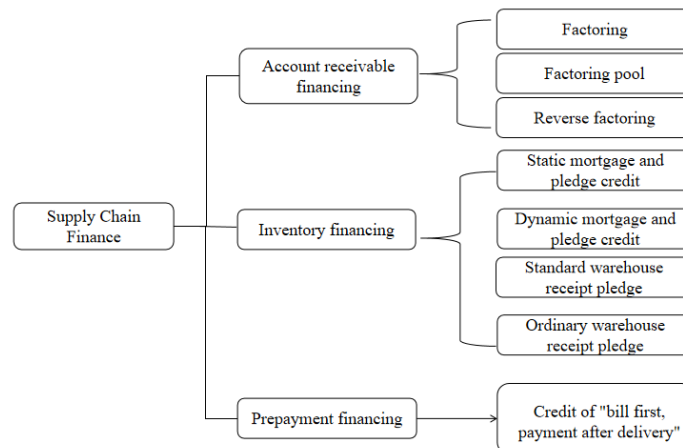 Supply Chain
Finance
Account receivable
financing
Factoring
Factoring pool
Reverse factoring
Inventory financing
Static mortgage and
pledge credit
Dynamic mortgage and
pledge credit
Standard warehouse
receipt pledge
Ordinary warehouse
receipt pledge
Prepayment financing
Credit of "bill first,
payment after delivery"